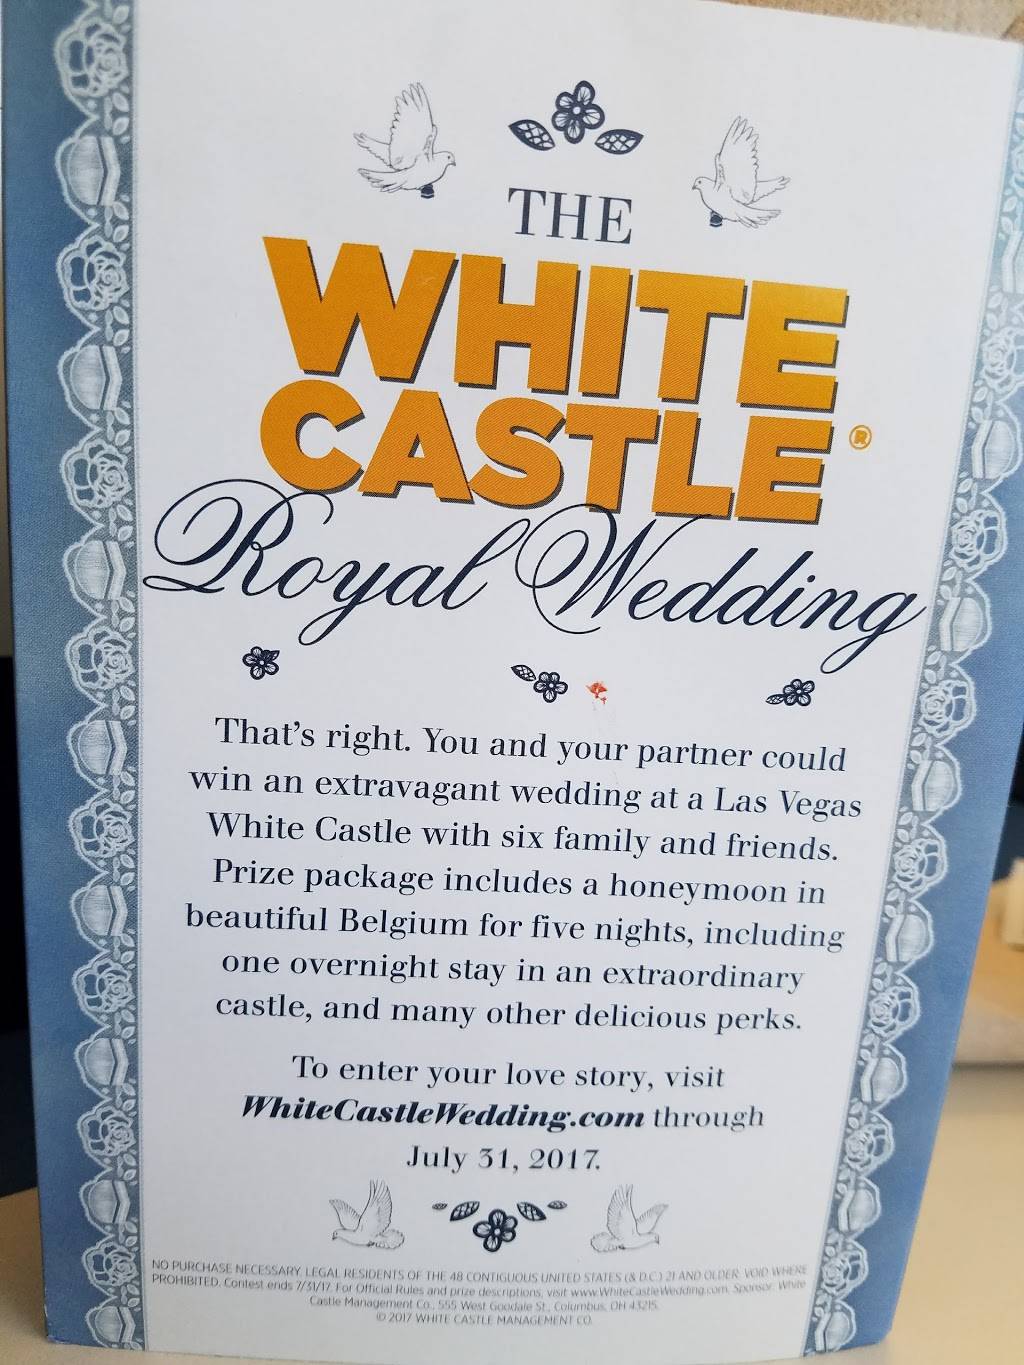 THE
WHITE
CASTLE®
Royal Wedding
That's right. You and your partner could
win an extravagant wedding at a Las Vegas
White Castle with six family and friends.
Prize package includes a honeymoon in
beautiful Belgium for five nights, including
one overnight stay in an extraordinary
castle, and many other delicious perks.
To enter your love story, visit
WhiteCastleWedding.com through
July 31, 2017.
NO PURCHASE NECESSARY. LEGAL RESIDENTS OF THE 48 CONTIGUOUS UNITED STATES (& D.C.) 21 AND OLDER. VOID WHERE
PROHIBITED. Contest ends 7/31/17. For Official Rules and prize descriptions, visit www.WhiteCastleWedding.com. Sponsor: White
Castle Management Co., 555 West Goodale St., Columbus, OH 43215.
© 2017 WHITE CASTLE MANAGEMENT CO.